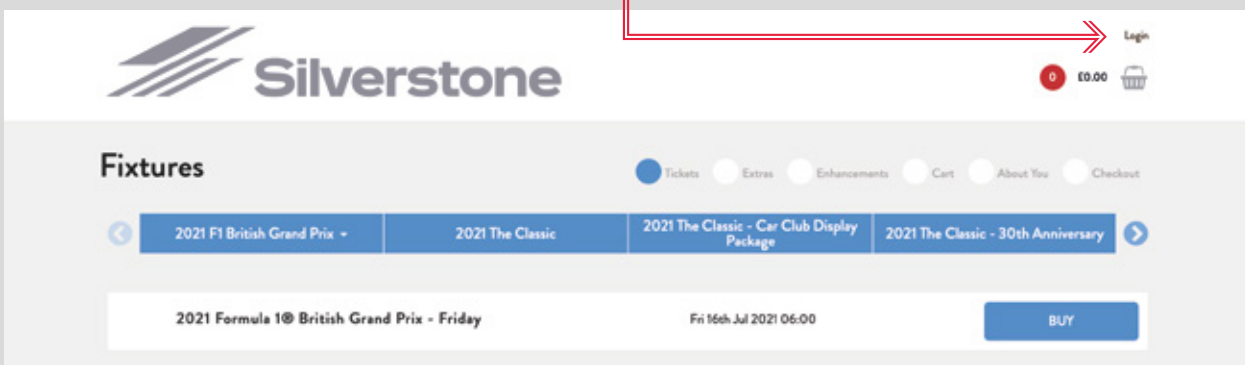 Login
Silverstone
0 £0.00
Fixtures
Tickets Extras Enhancements Cart About You Checkout
2021 F1 British Grand Prix 2021 The Classic 2021 The Classic - Car Club Display Package 2021 The Classic - 30th Anniversary
2021 Formula 1® British Grand Prix - Friday Fri 16th Jul 2021 06:00 BUY